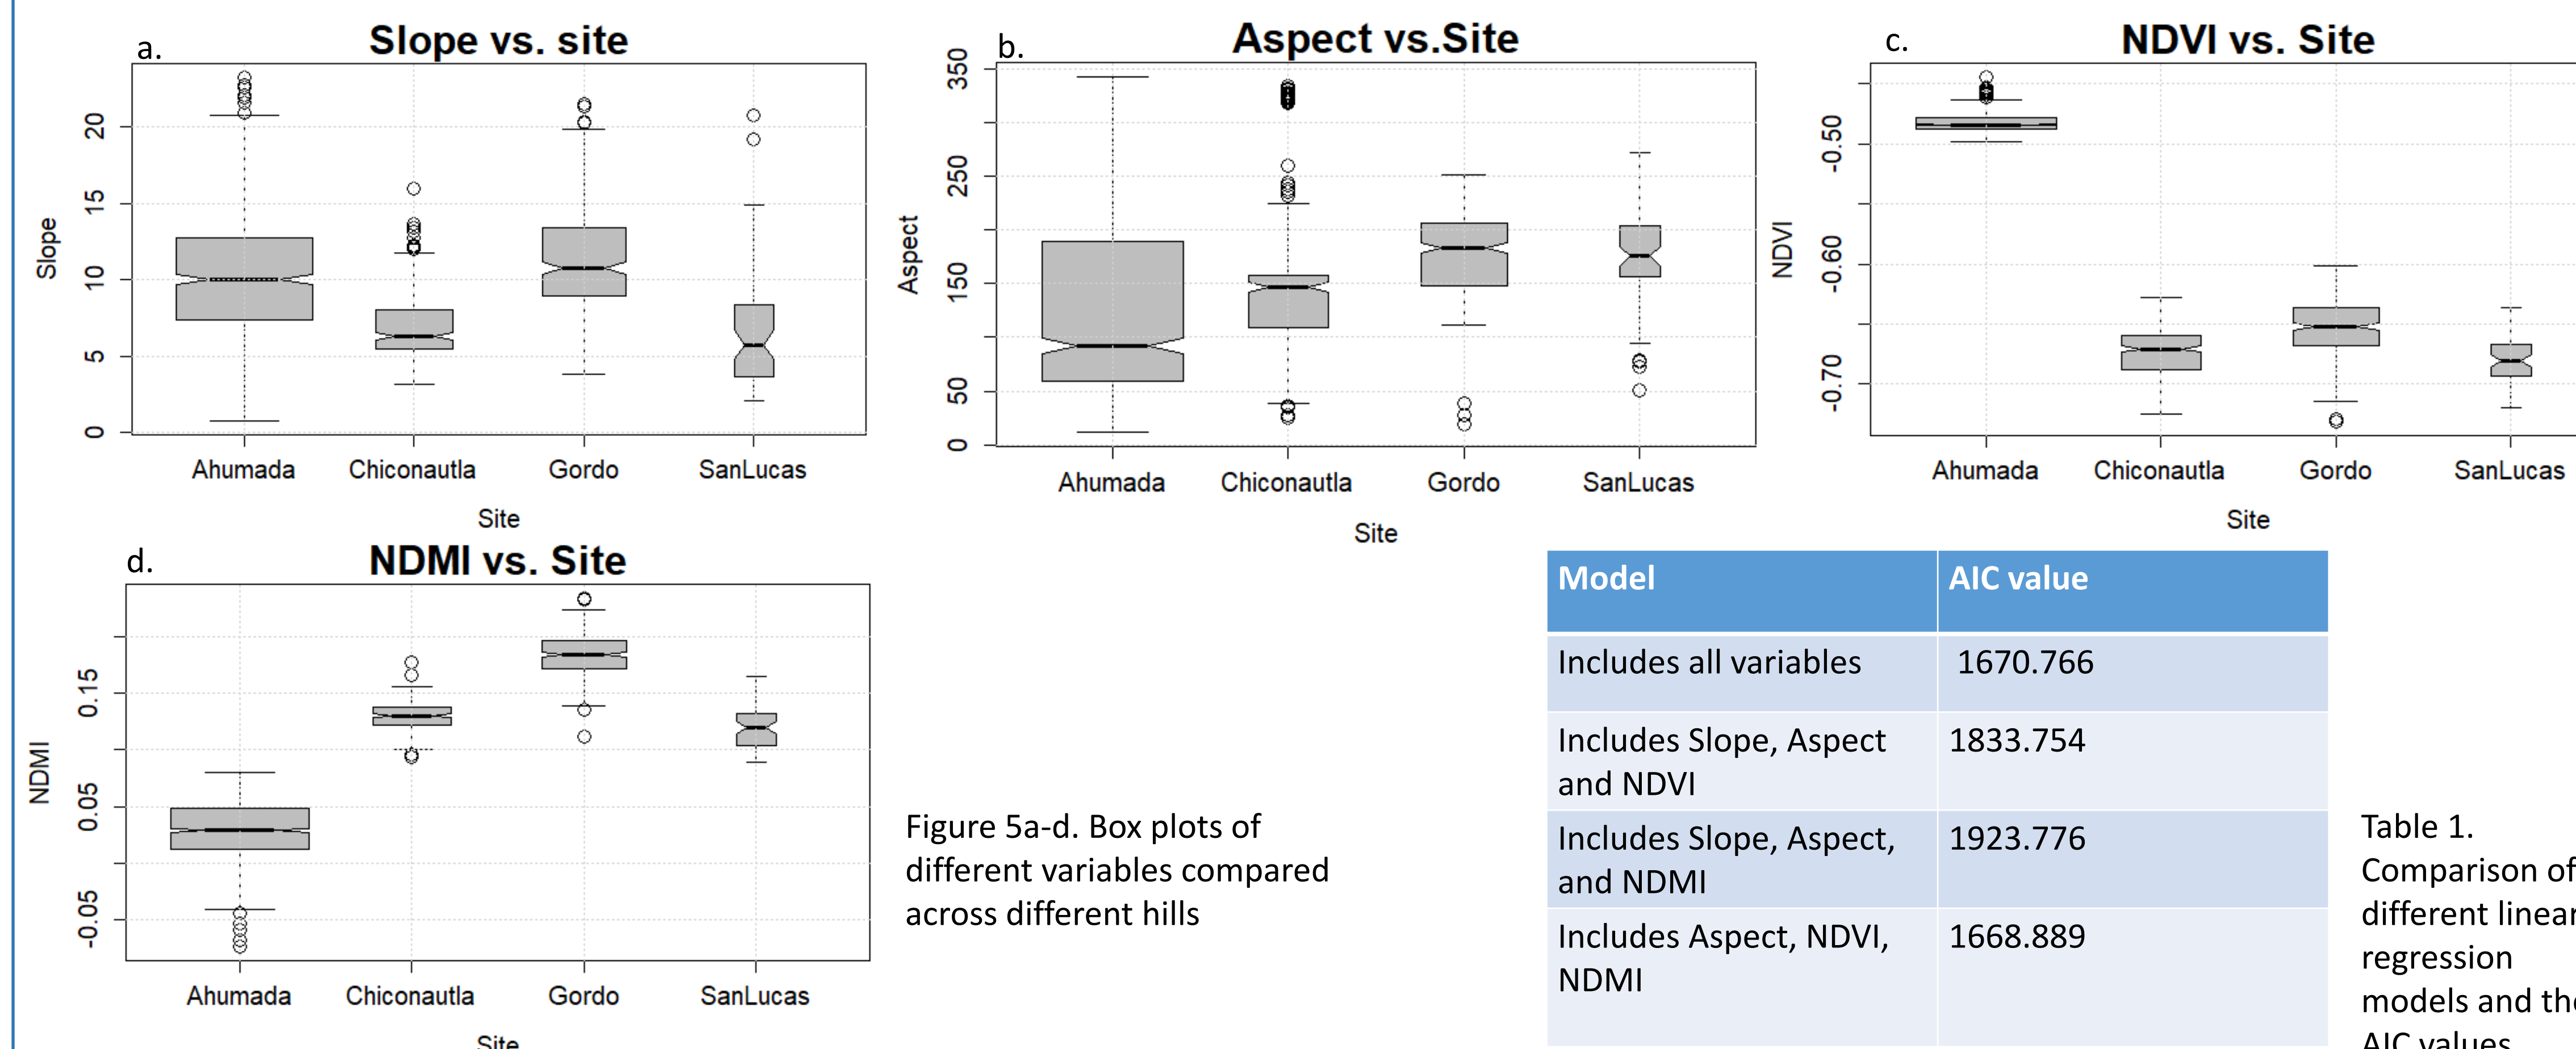 a.
Slope vs. site
Slope
20
15
10
5
0
Ahumada Chiconautla Gordo SanLucas
Site
b.
Aspect vs.Site
Aspect
350
250
150
50
0
Ahumada Chiconautla Gordo SanLucas
Site
c.
NDVI vs. Site
NDVI
-0.50
-0.60
-0.70
Ahumada Chiconautla Gordo SanLucas
Site
d.
NDMI vs. Site
NDMI
0.15
0.05
-0.05
Ahumada Chiconautla Gordo SanLucas
Site
Figure 5a-d. Box plots of
different variables compared
across different hills
Model AIC value
Includes all variables 1670.766
Includes Slope, Aspect 1833.754
and NDVI
Includes Slope, Aspect, 1923.776
and NDMI
Includes Aspect, NDVI, 1668.889
NDMI
Table 1.
Comparison of
different linear
regression
models and
AIC values